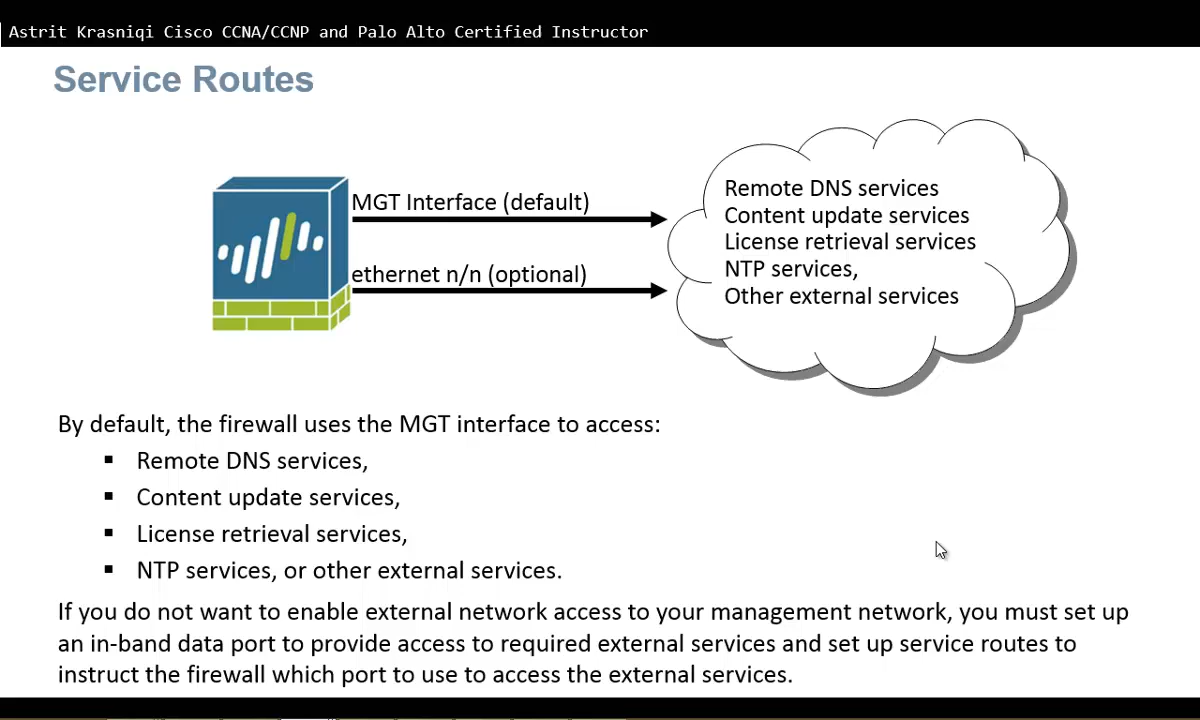 Astrit Krasniqi Cisco CCNA/CCNP and Palo Alto Certified Instructor
Service Routes
MGT Interface (default)
ethernet n/n (optional)
Remote DNS services
Content update services
License retrieval services
NTP services,
Other external services
By default, the firewall uses the MGT interface to access:
▪ Remote DNS services,
▪ Content update services,
▪ License retrieval services,
▪ NTP services, or other external services.
If you do not want to enable external network access to your management network, you must set up
an in-band data port to provide access to required external services and set up service routes to
instruct the firewall which port to use to access the external services.